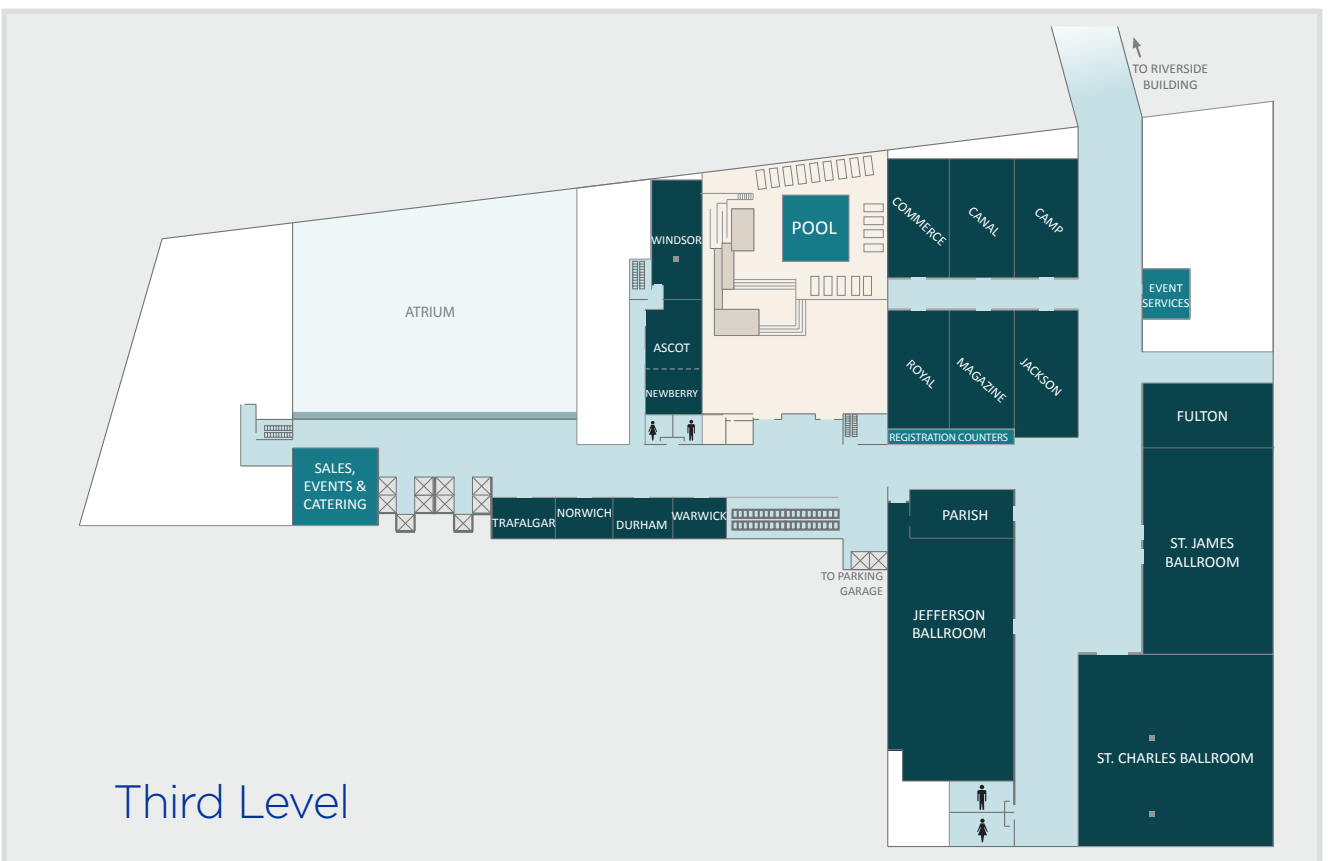 TO RIVERSIDE
BUILDING
COMMERCE
CANAL
CAMP
WINDSOR
POOL
EVENT
SERVICES
ATRIUM
ASCOT
ROYAL
MAGAZINE
JACKSON
NEWBERRY
FULTON
REGISTRATION COUNTERS
SALES,
EVENTS &
CATERING
TRAFALGAR
NORWICH
DURHAM
WARWICK
PARISH
ST. JAMES
BALLROOM
TO PARKING
GARAGE
JEFFERSON
BALLROOM
ST. CHARLES BALLROOM
Third Level